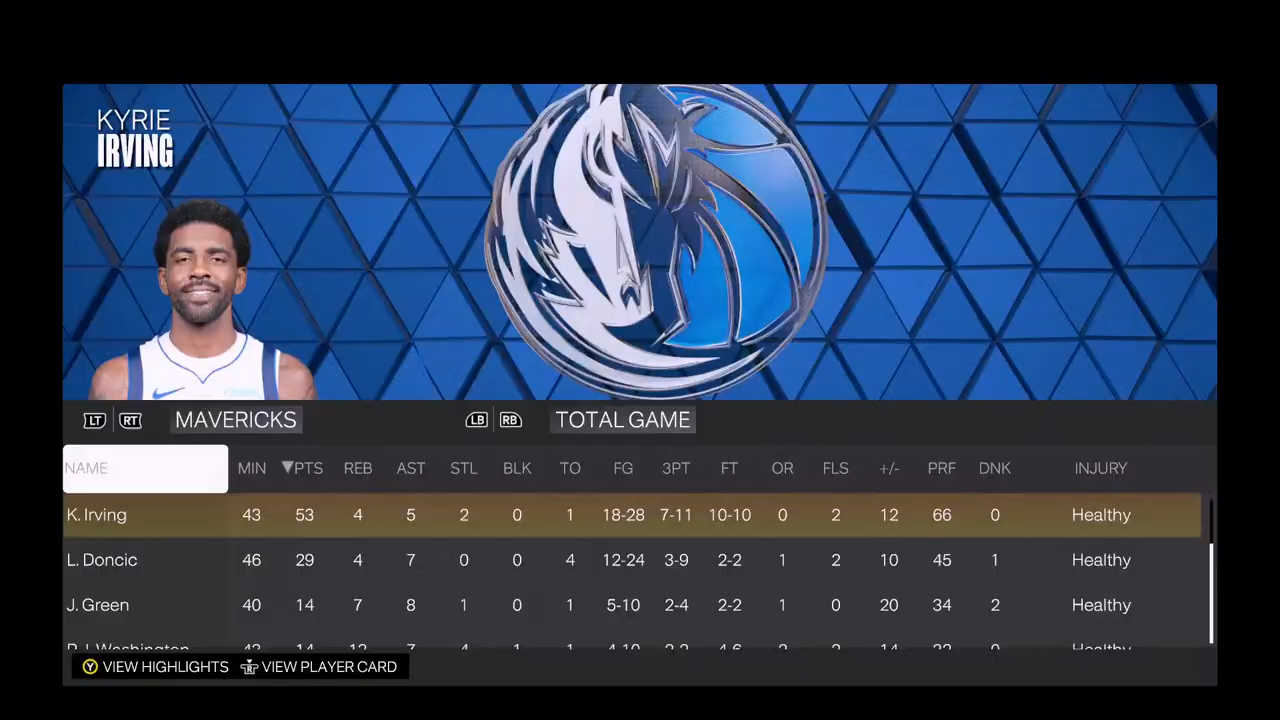 KYRIE
IRVING
LT RT MAVERICKS LB RB TOTAL GAME
NAME MIN ▼PTS REB AST STL BLK TO FG 3PT FT OR FLS +/- PRF DNK INJURY
K. Irving 43 53 4 5 2 0 1 18-28 7-11 10-10 0 2 12 66 0 Healthy
L. Doncic 46 29 4 7 0 0 4 12-24 3-9 2-2 1 2 10 45 1 Healthy
J. Green 40 14 7 8 1 0 1 5-10 2-4 2-2 1 0 20 34 2 Healthy
P.J. Washington
Y VIEW HIGHLIGHTS R VIEW PLAYER CARD